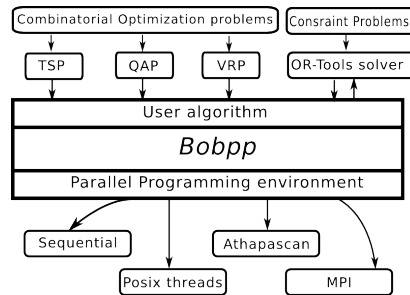 Combinatorial Optimization problems
Consraint Problems
TSP
QAP
VRP
OR-Tools solver
User algorithm
Bobpp
Parallel Programming environment
Sequential
Athapascan
Posix threads
MPI